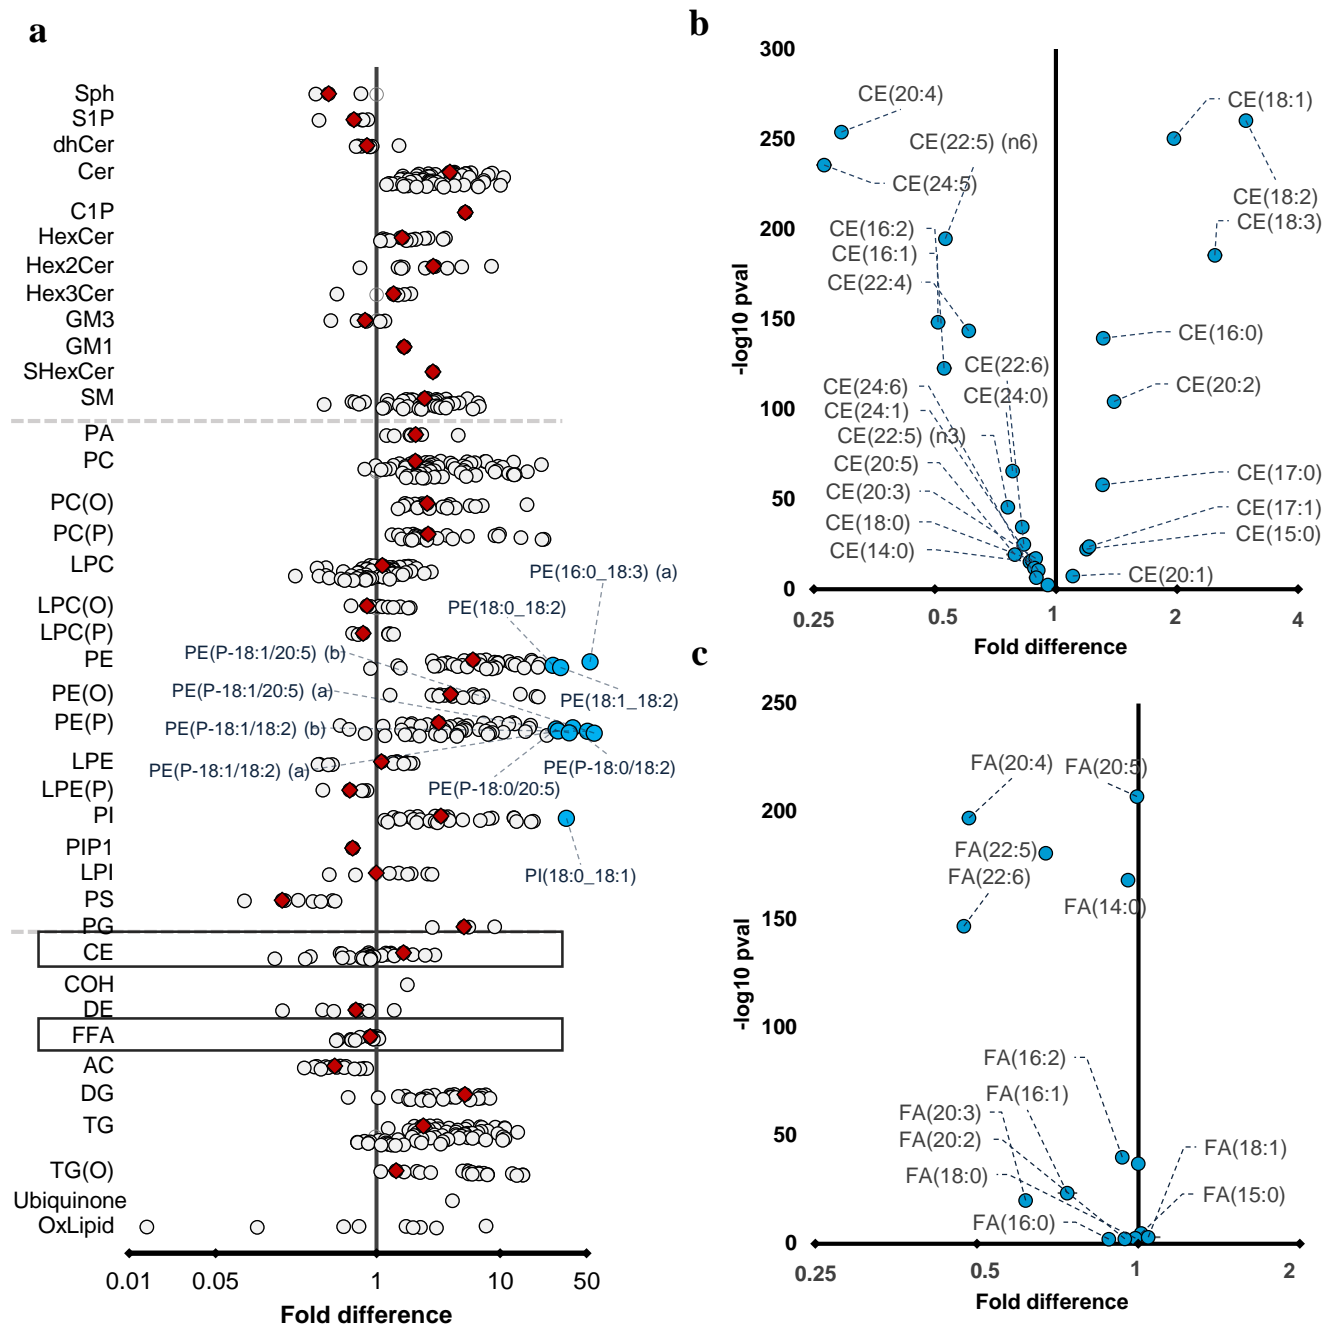 a
Sph
S1P
dhCer
Cer
C1P
HexCer
Hex2Cer
Hex3Cer
GM3
GM1
SHexCer
SM
PA
PC
PC(O)
PC(P)
LPC
LPC(O)
LPC(P)
PE
PE(O)
PE(P)
LPE
LPE(P)
PI
PIP1
LPI
PS
PG
CE
COH
DE
FFA
AC
DG
TG
TG(O)
Ubiquinone
OxLipid
PE(16:0_18:3) (a)
PE(18:0_18:2)
PE(P-18:1/20:5) (b)
PE(P-18:1/20:5) (a)
PE(18:1_18:2)
PE(P-18:1/18:2) (b)
PE(P-18:1/18:2) (a)
PE(P-18:0/18:2)
PE(P-18:0/20:5)
PI(18:0_18:1)
0.01 0.05 1 10 50
Fold difference
b
300
250
200
150
100
50
0
-log10 pval
CE(20:4)
CE(22:5) (n6)
CE(24:5)
CE(16:2)
CE(16:1)
CE(22:4)
CE(22:6)
CE(24:6)
CE(24:0)
CE(24:1)
CE(22:5) (n3)
CE(20:5)
CE(20:3)
CE(18:0)
CE(14:0)
CE(18:1)
CE(18:2)
CE(18:3)
CE(16:0)
CE(20:2)
CE(17:0)
CE(17:1)
CE(15:0)
CE(20:1)
0.25 0.5 1 2 4
Fold difference
c
250
200
150
100
50
0
-log10 pval
FA(20:4)
FA(20:5)
FA(22:5)
FA(22:6)
FA(14:0)
FA(16:2)
FA(16:1)
FA(20:3)
FA(20:2)
FA(18:0)
FA(16:0)
FA(18:1)
FA(15:0)
0.25 0.5 1 2
Fold difference